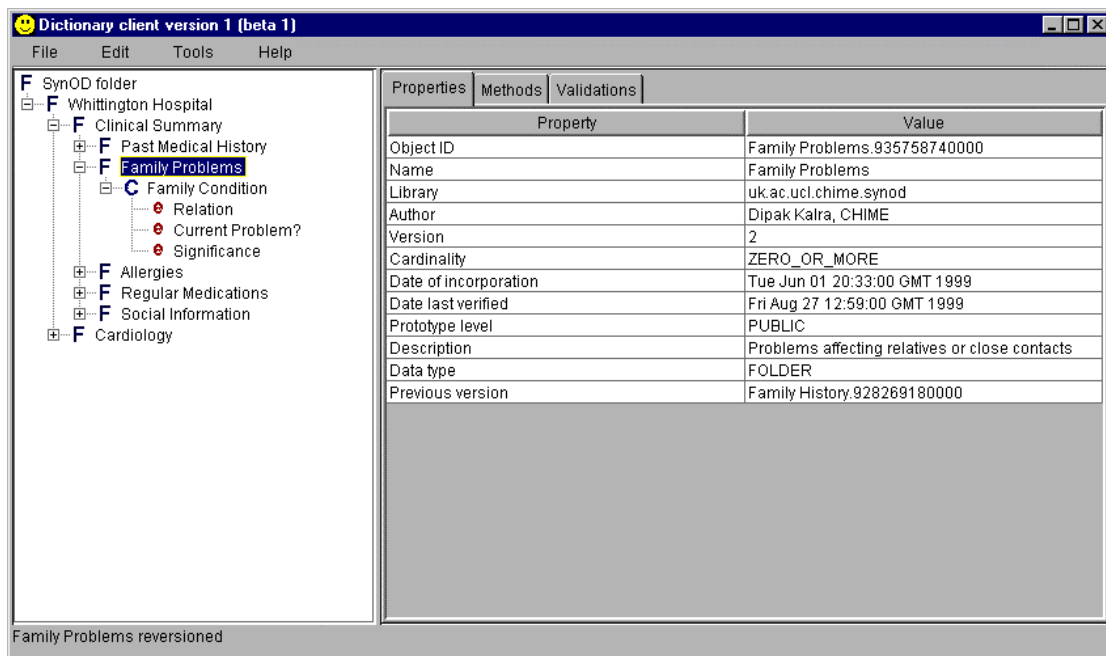 Dictionary client version 1 (beta 1)
File Edit Tools Help
F SynOD folder
F Whittington Hospital
F Clinical Summary
F Past Medical History
F Family Problems
C Family Condition
e Relation
e Current Problem?
e Significance
F Allergies
F Regular Medications
F Social Information
F Cardiology
Properties Methods Validations
Property Value
Object ID Family Problems.935758740000
Name Family Problems
Library uk.ac.ucl.chime.synod
Author Dipak Kalra, CHIME
Version 2
Cardinality ZERO_OR_MORE
Date of incorporation Tue Jun 01 20:33:00 GMT 1999
Date last verified Fri Aug 27 12:59:00 GMT 1999
Prototype level PUBLIC
Description Problems affecting relatives or close contacts
Data type FOLDER
Previous version Family History.928269180000
Family Problems reversioned